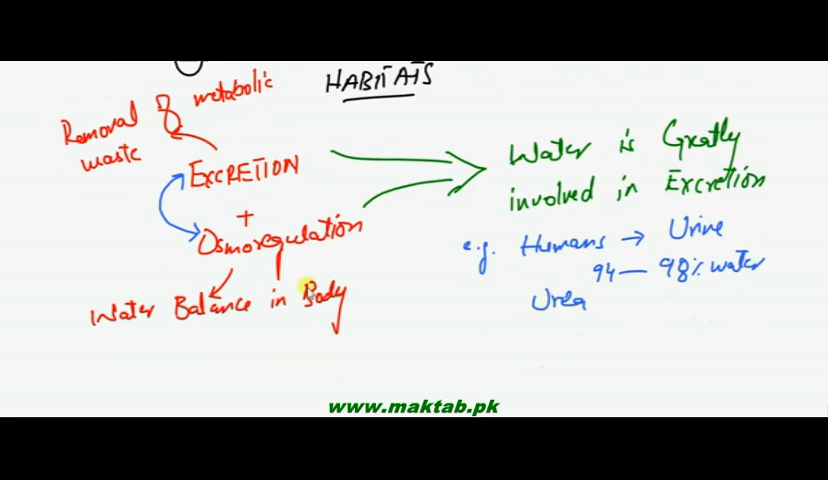 HABITATS
Removal of metabolic
waste
EXCRETION
+
Osmoregulation
Water Balance in Body
Water is Greatly
involved in Excretion
e.g. Humans → Urine
94 — 98% water
Urea
www.maktab.pk